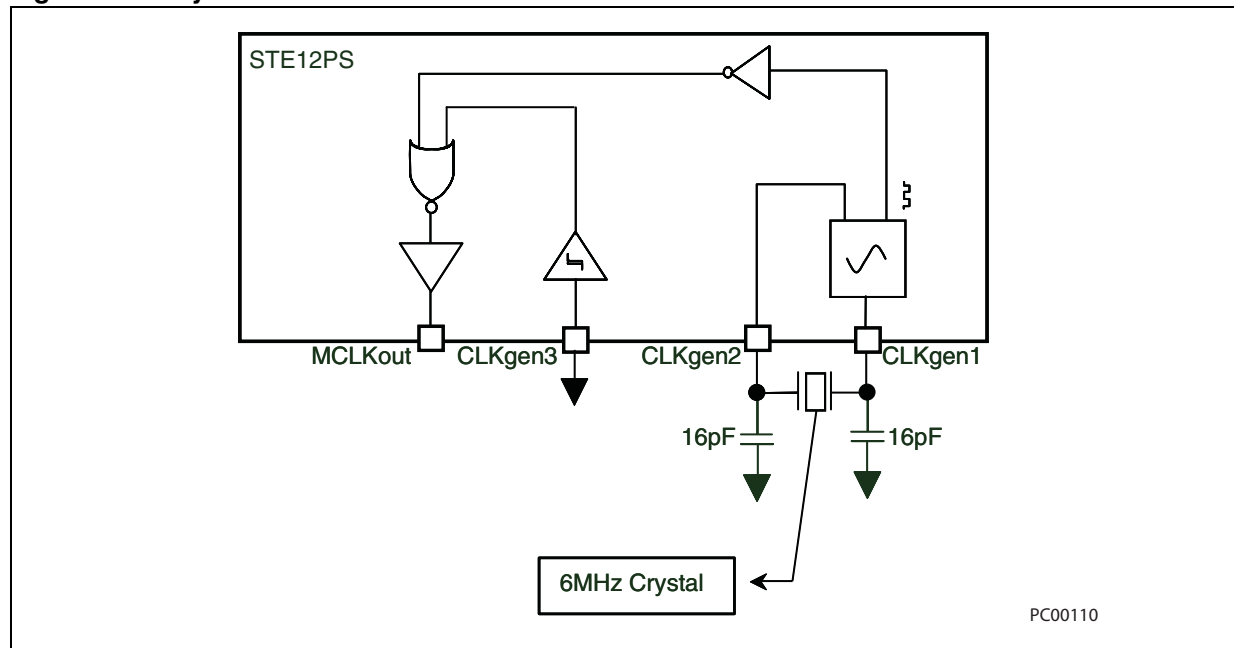 STE12PS
MCLKout
CLKgen3
CLKgen2
CLKgen1
16pF
16pF
6MHz Crystal
PC00110